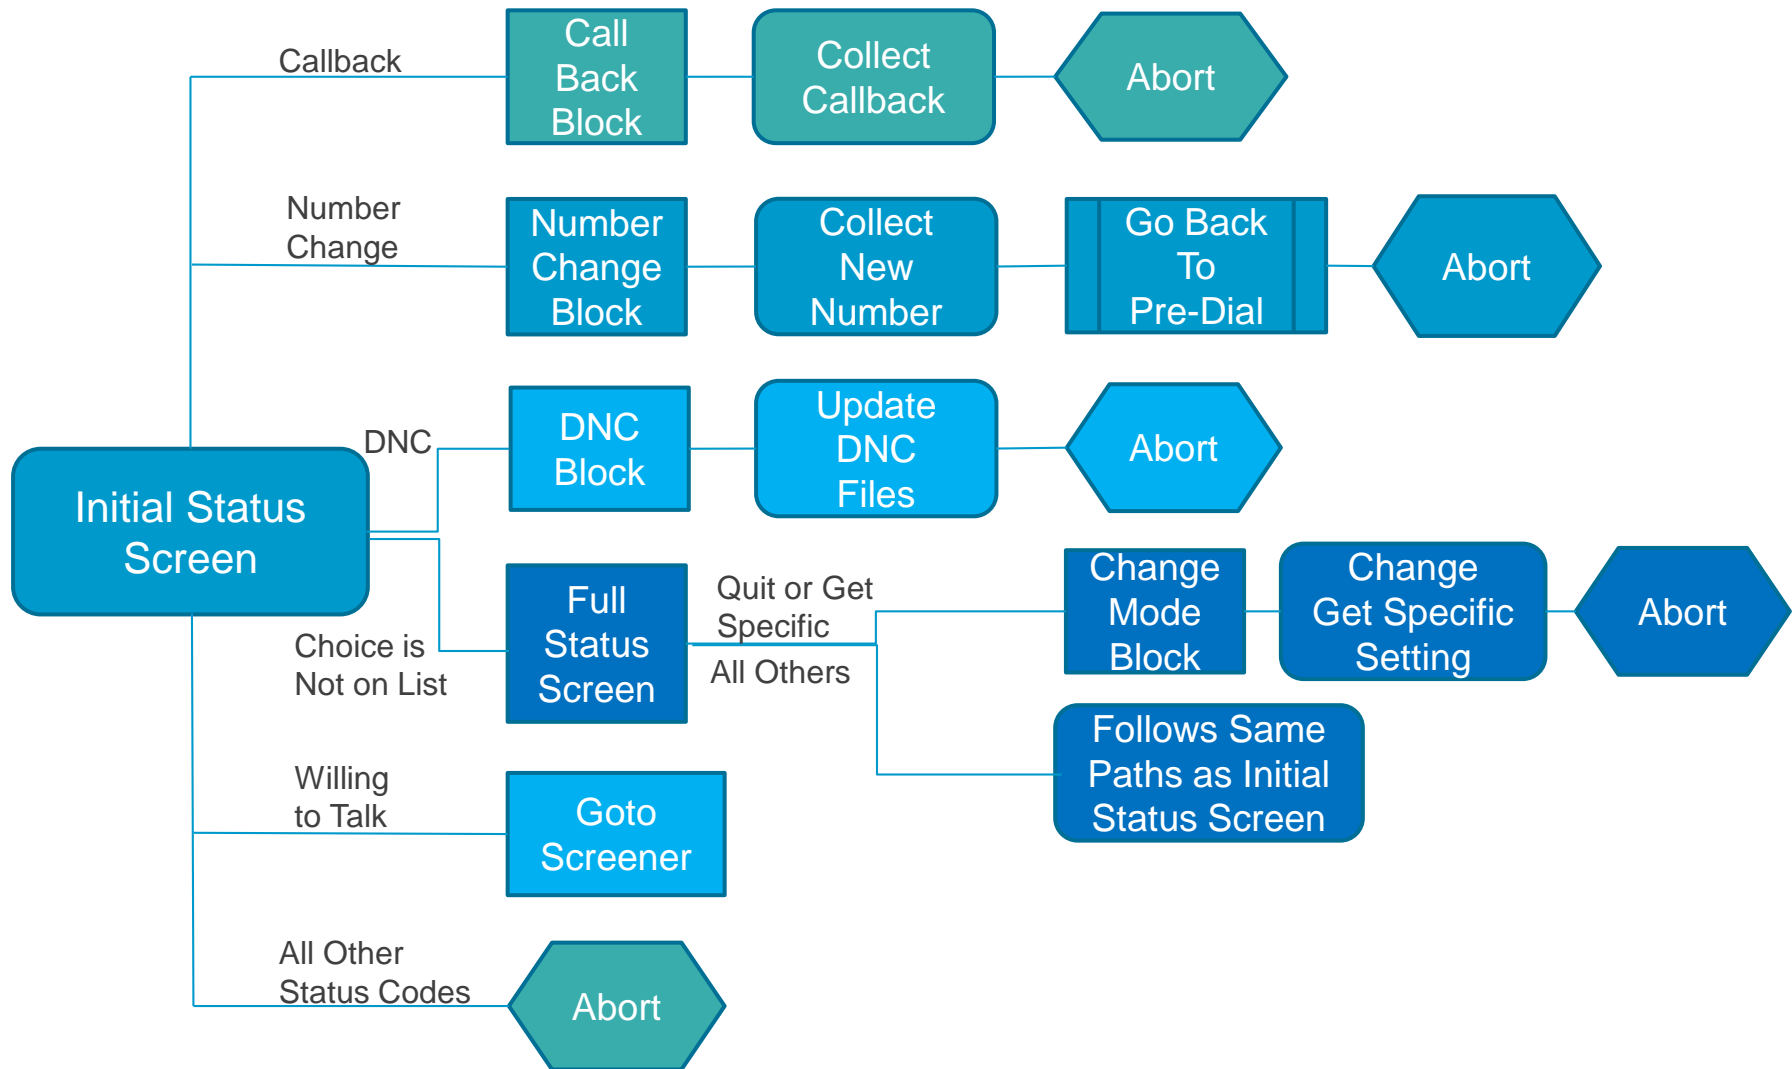 Callback
Call
Back
Block
Collect
Callback
Abort
Number
Change
Number
Change
Block
Collect
New
Number
Go Back
To
Pre-Dial
Abort
DNC
DNC
Block
Update
DNC
Files
Abort
Initial Status
Screen
Choice is
Not on List
Full
Status
Screen
Quit or Get
Specific
All Others
Change
Mode
Block
Change
Get Specific
Setting
Abort
Follows Same
Paths as Initial
Status Screen
Willing
to Talk
Goto
Screener
All Other
Status Codes
Abort